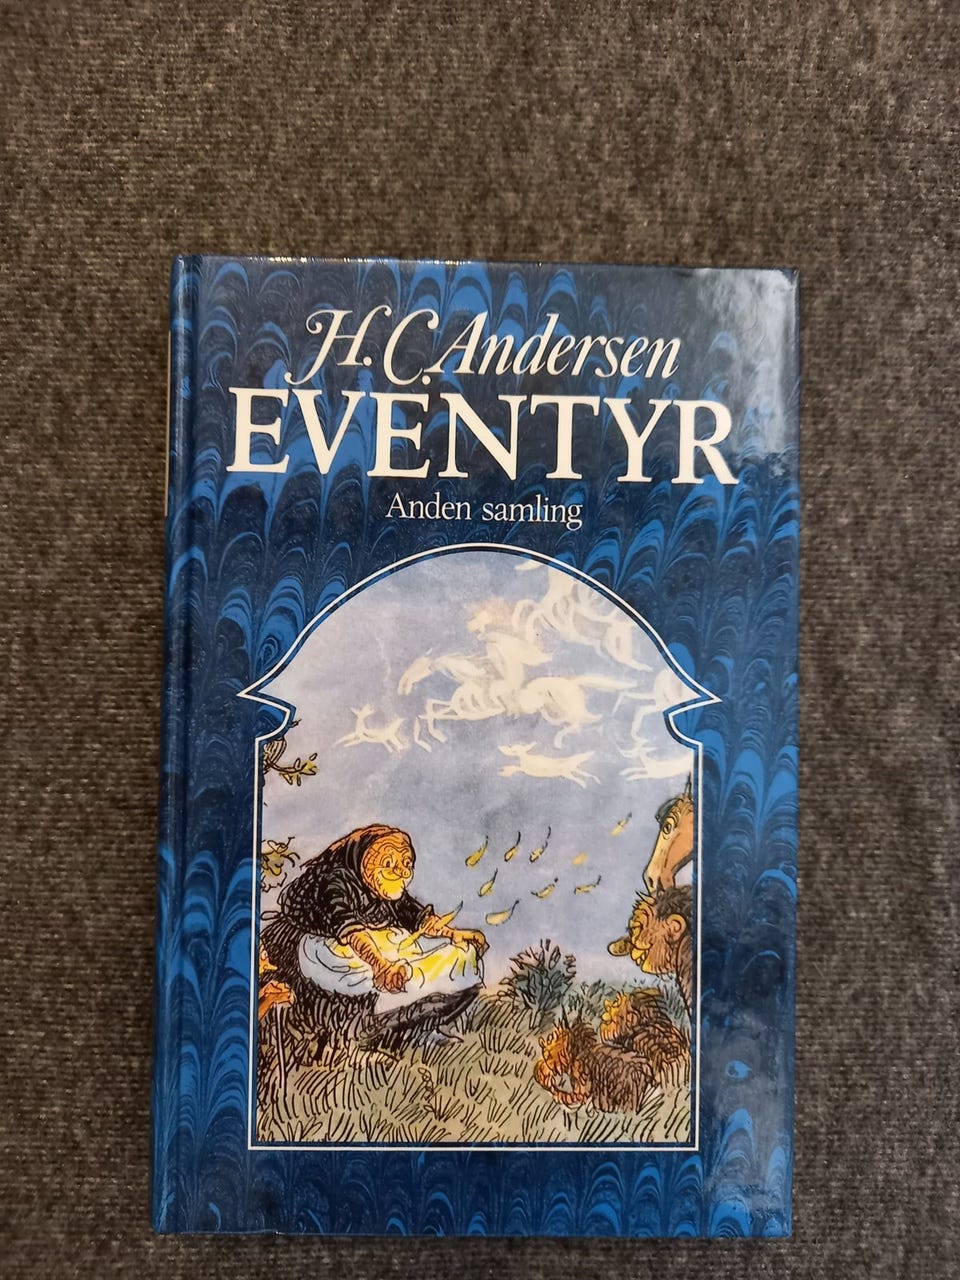 H.C. Andersen
EVENTYR
Anden samling